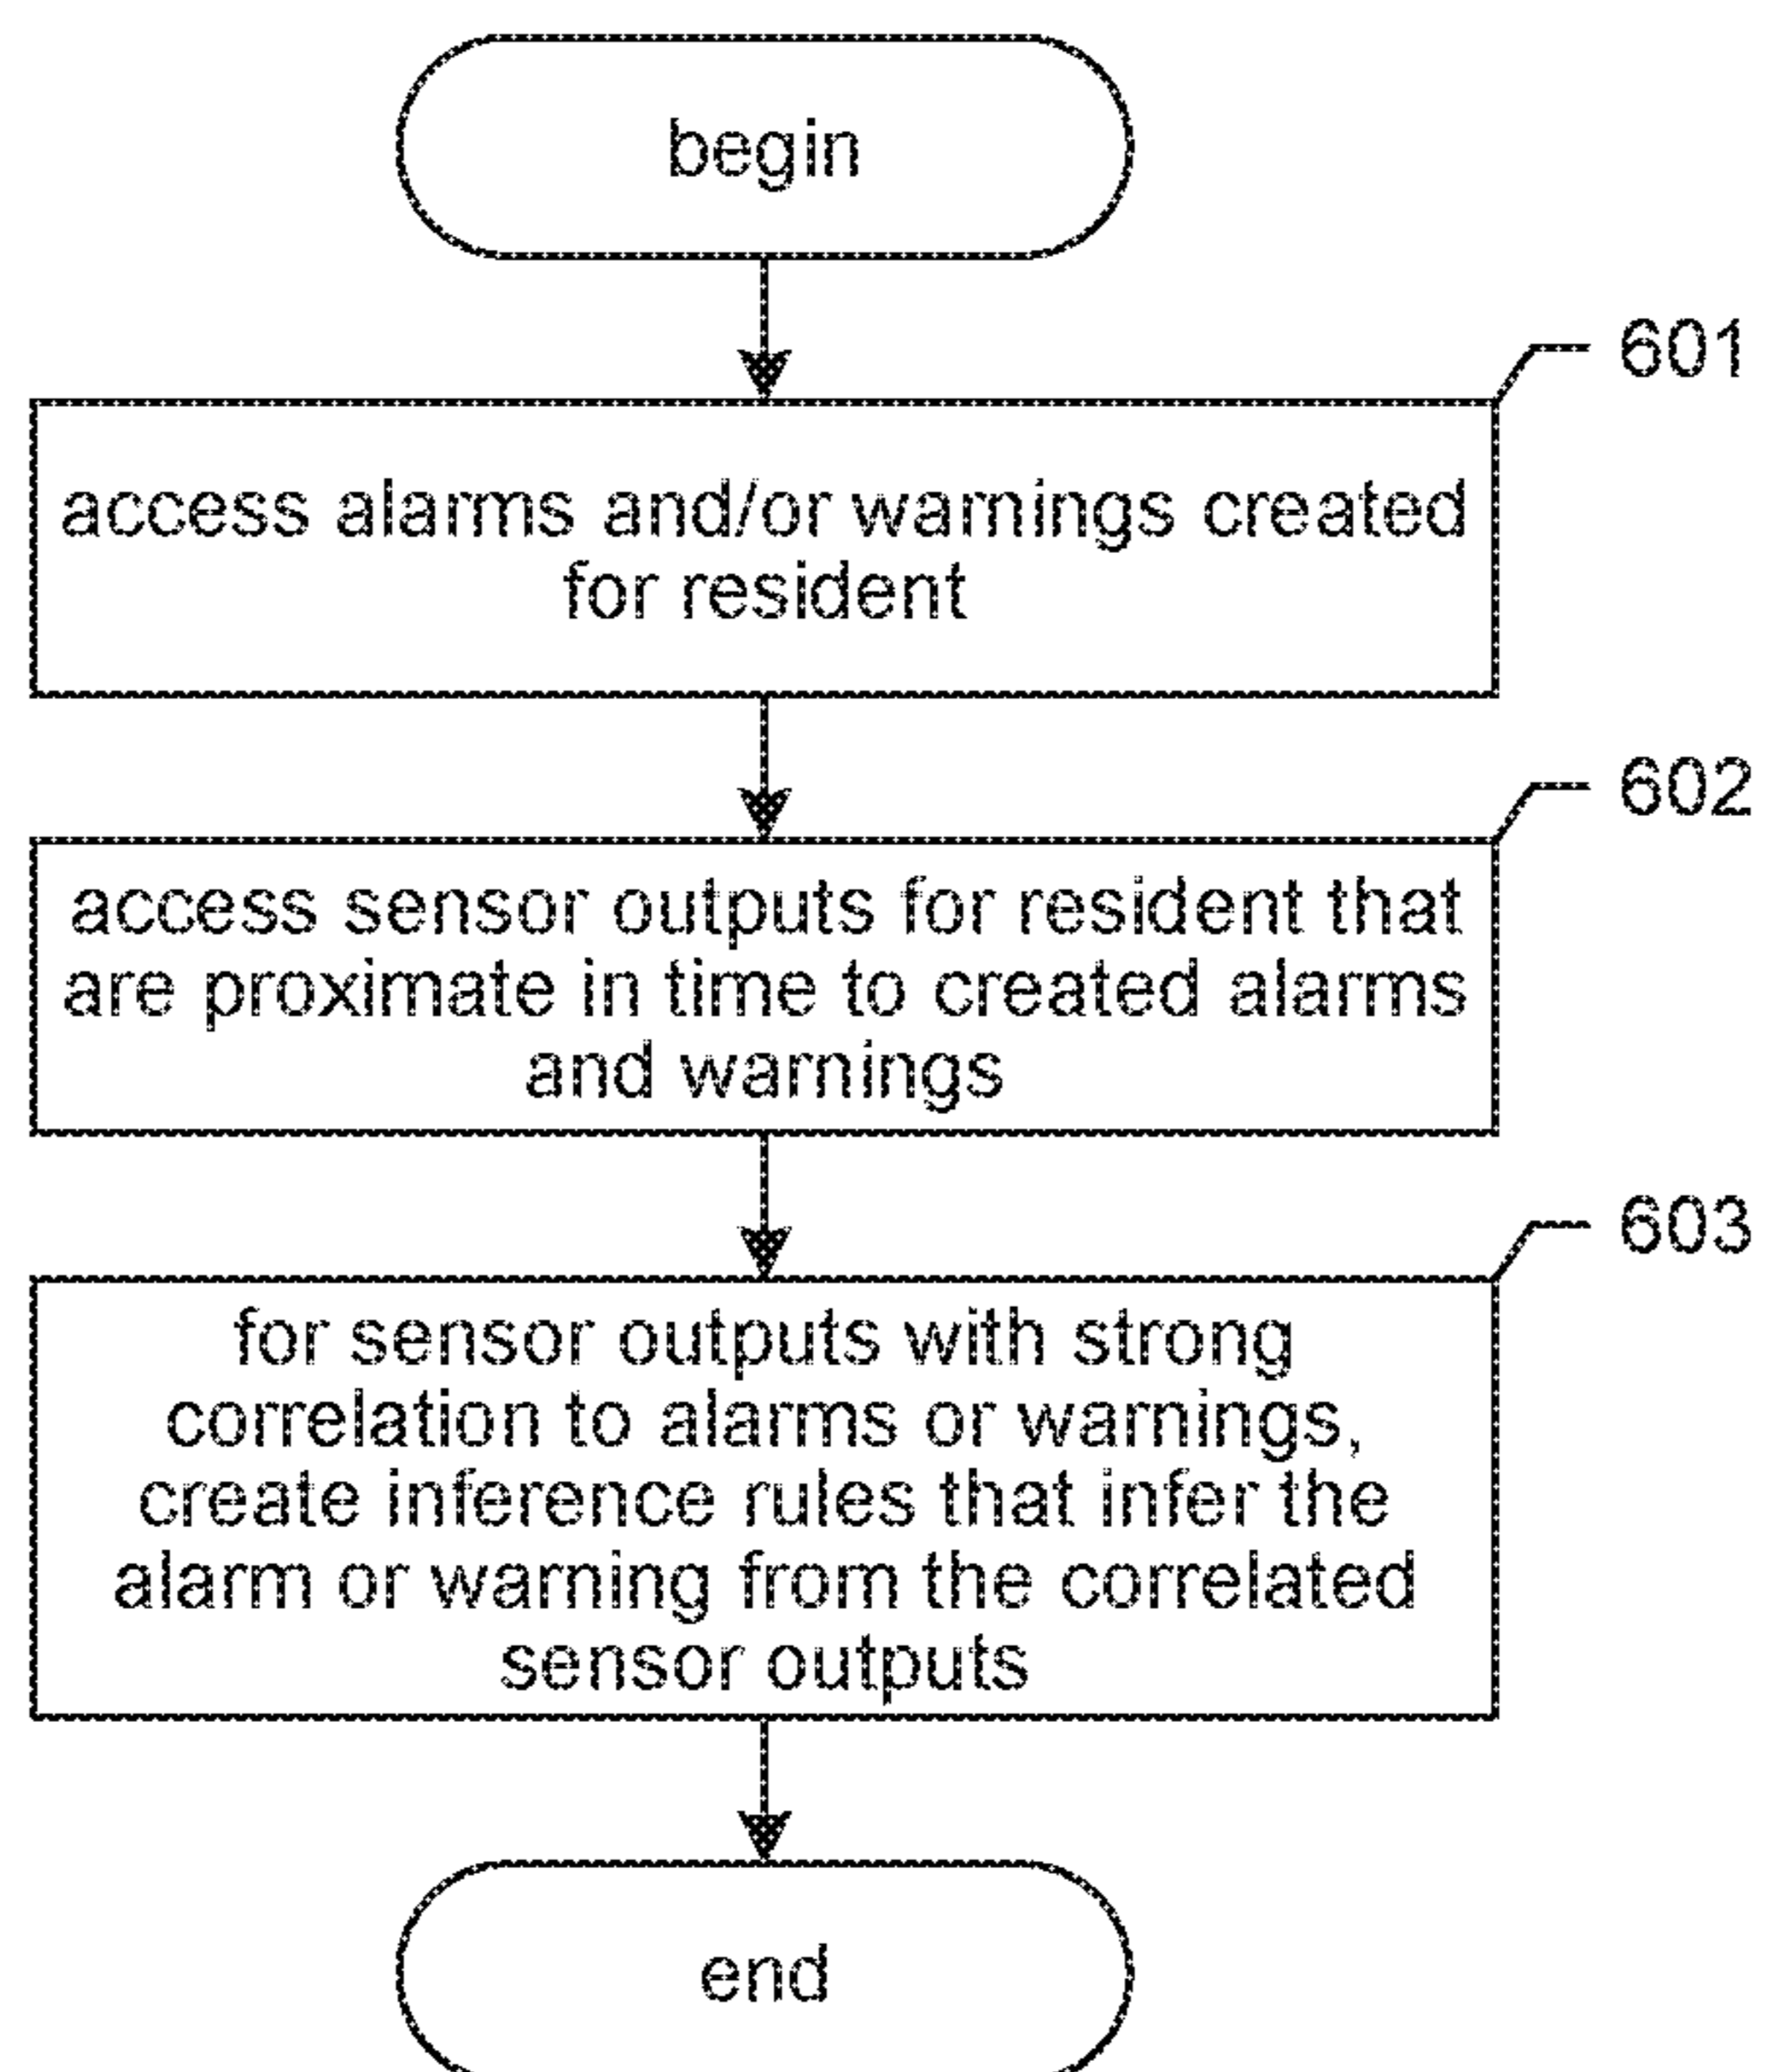 begin
601
access alarms and/or warnings created
for resident
602
access sensor outputs for resident that
are proximate in time to created alarms
and warnings
603
for sensor outputs with strong
correlation to alarms or warnings,
create inference rules that infer the
alarm or warning from the correlated
sensor outputs
end